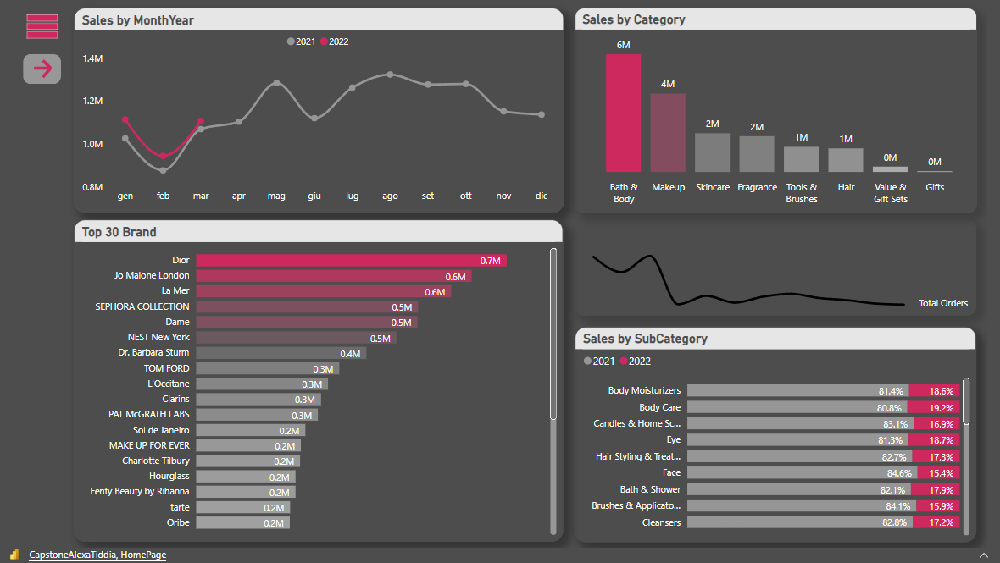 Sales by MonthYear
2021 2022
1.4M
1.2M
1.0M
0.8M
gen feb mar apr mag giu lug ago set ott nov dic
Sales by Category
6M
4M
2M
2M
1M
1M
0M
0M
Bath & Body
Makeup
Skincare
Fragrance
Tools & Brushes
Hair
Value & Gift Sets
Gifts
Top 30 Brand
Dior 0.7M
Jo Malone London 0.6M
La Mer 0.6M
SEPHORA COLLECTION 0.5M
Dame 0.5M
NEST New York 0.5M
Dr. Barbara Sturm 0.4M
TOM FORD 0.3M
L'Occitane 0.3M
Clarins 0.3M
PAT McGRATH LABS 0.3M
Sol de Janeiro 0.2M
MAKE UP FOR EVER 0.2M
Charlotte Tilbury 0.2M
Hourglass 0.2M
Fenty Beauty by Rihanna 0.2M
tarte 0.2M
Oribe 0.2M
Total Orders
Sales by SubCategory
2021 2022
Body Moisturizers 81.4% 18.6%
Body Care 80.8% 19.2%
Candles & Home Sc... 83.1% 16.9%
Eye 81.3% 18.7%
Hair Styling & Treat... 82.7% 17.3%
Face 84.6% 15.4%
Bath & Shower 82.1% 17.9%
Brushes & Applicato... 84.1% 15.9%
Cleansers 82.8% 17.2%
CapstoneAlexaTiddia, HomePage